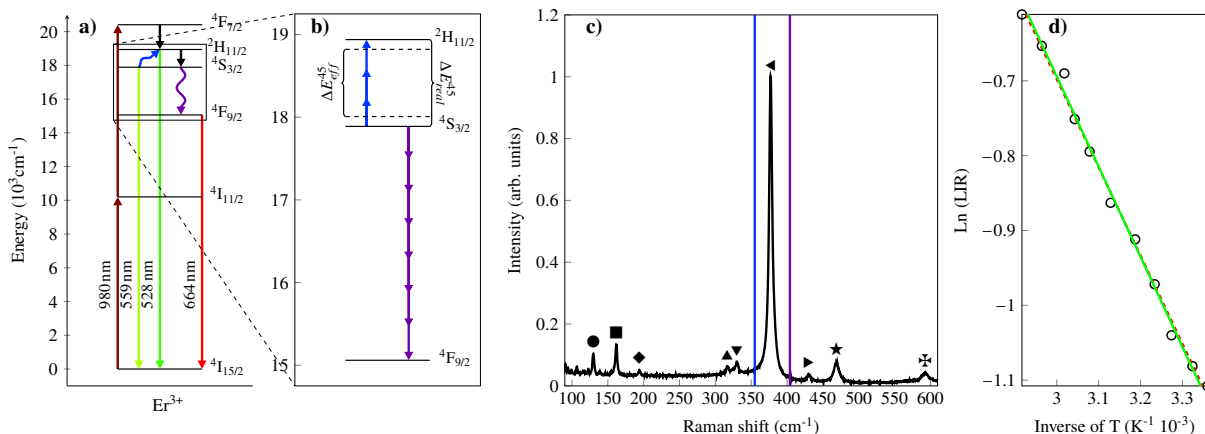 a)
20
18
16
14
12
10
8
6
4
2
0
Energy (10³cm⁻¹)
Er³⁺
⁴F₇/₂
²H₁₁/₂
⁴S₃/₂
⁴F₉/₂
⁴I₁₁/₂
⁴I₁₅/₂
980 nm
559 nm
528 nm
664 nm
b)
19
18
17
16
15
²H₁₁/₂
⁴S₃/₂
⁴F₉/₂
ΔE⁴⁵eff
ΔE⁴⁵real
c)
Intensity (arb. units)
1.2
1
0.8
0.6
0.4
0.2
0
100 150 200 250 300 350 400 450 500 550 600
Raman shift (cm⁻¹)
d)
Ln (LIR)
−0.7
−0.8
−0.9
−1
−1.1
3 3.1 3.2 3.3
Inverse of T (K⁻¹ 10⁻³)